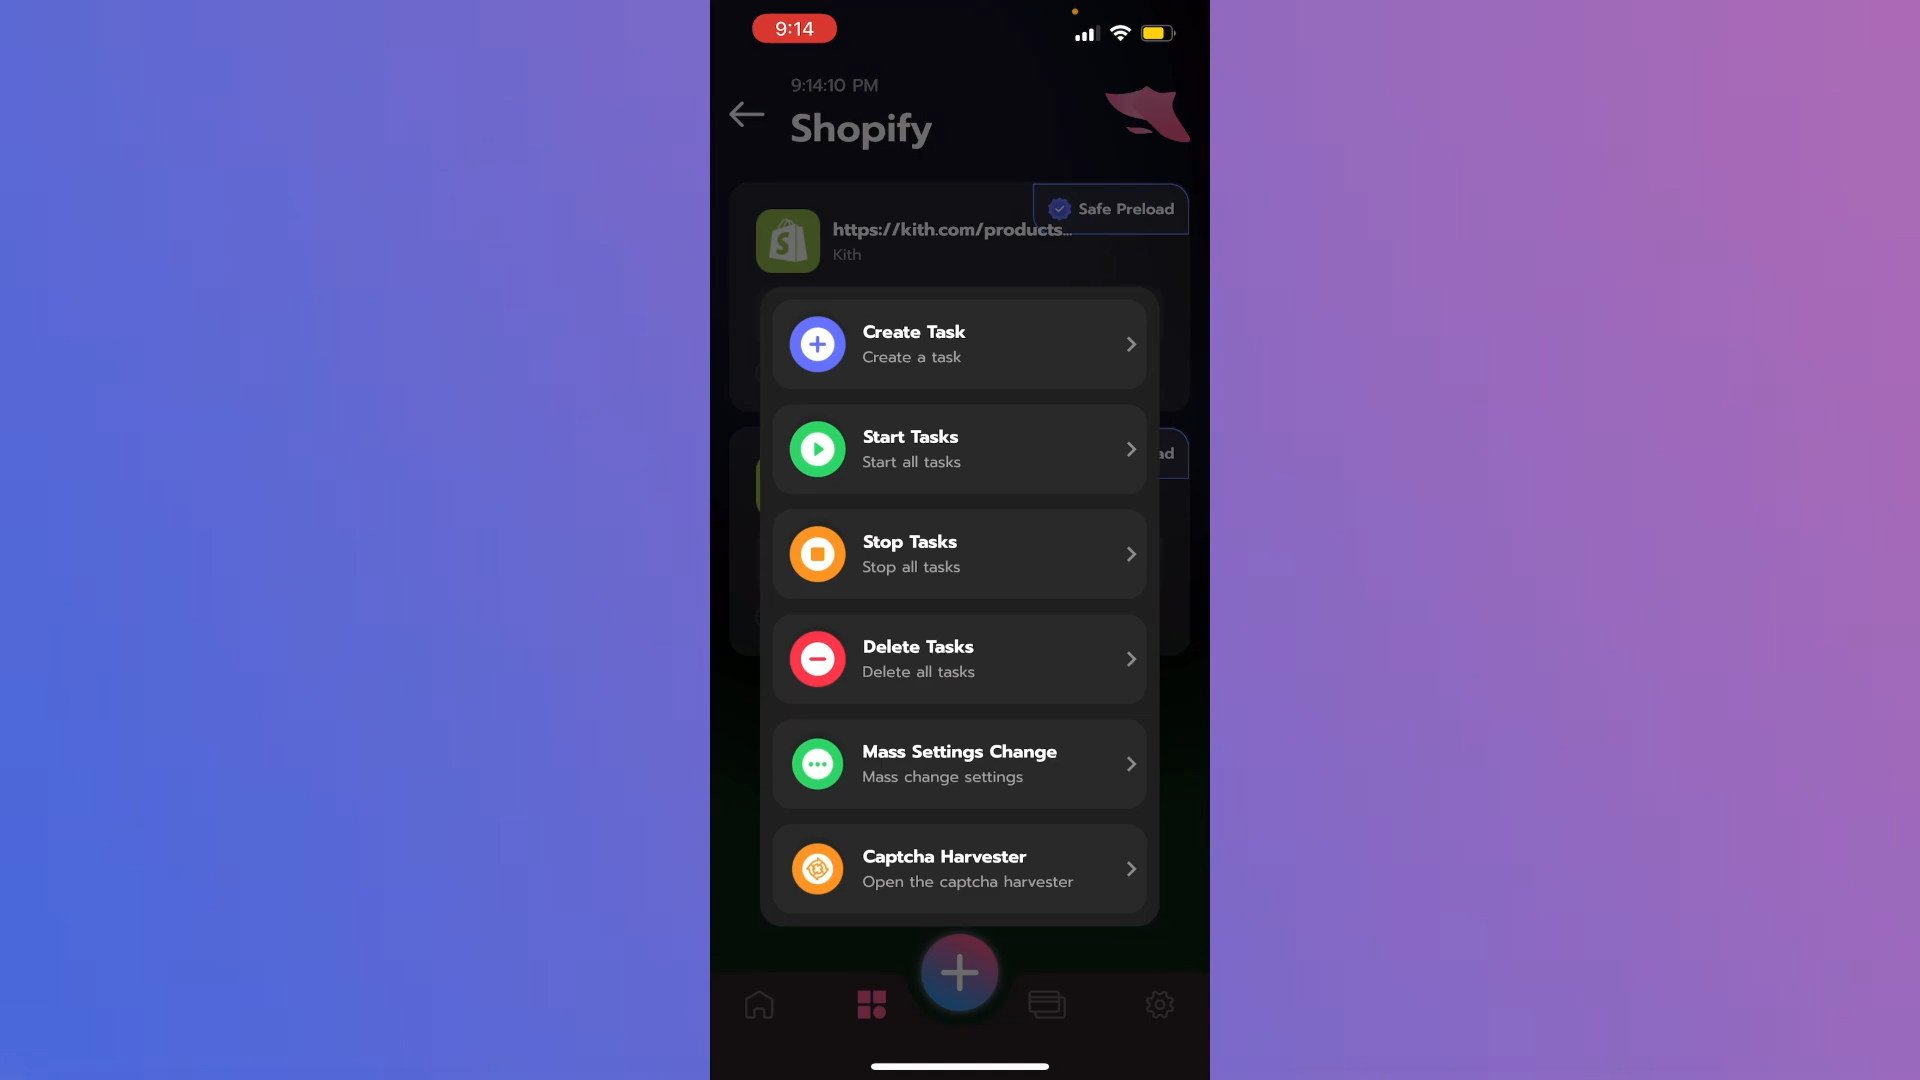 9:14
9:14:10 PM
Shopify
Safe Preload
https://kith.com/products...
Kith
Create Task
Create a task
Start Tasks
Start all tasks
ad
Stop Tasks
Stop all tasks
Delete Tasks
Delete all tasks
Mass Settings Change
Mass change settings
Captcha Harvester
Open the captcha harvester